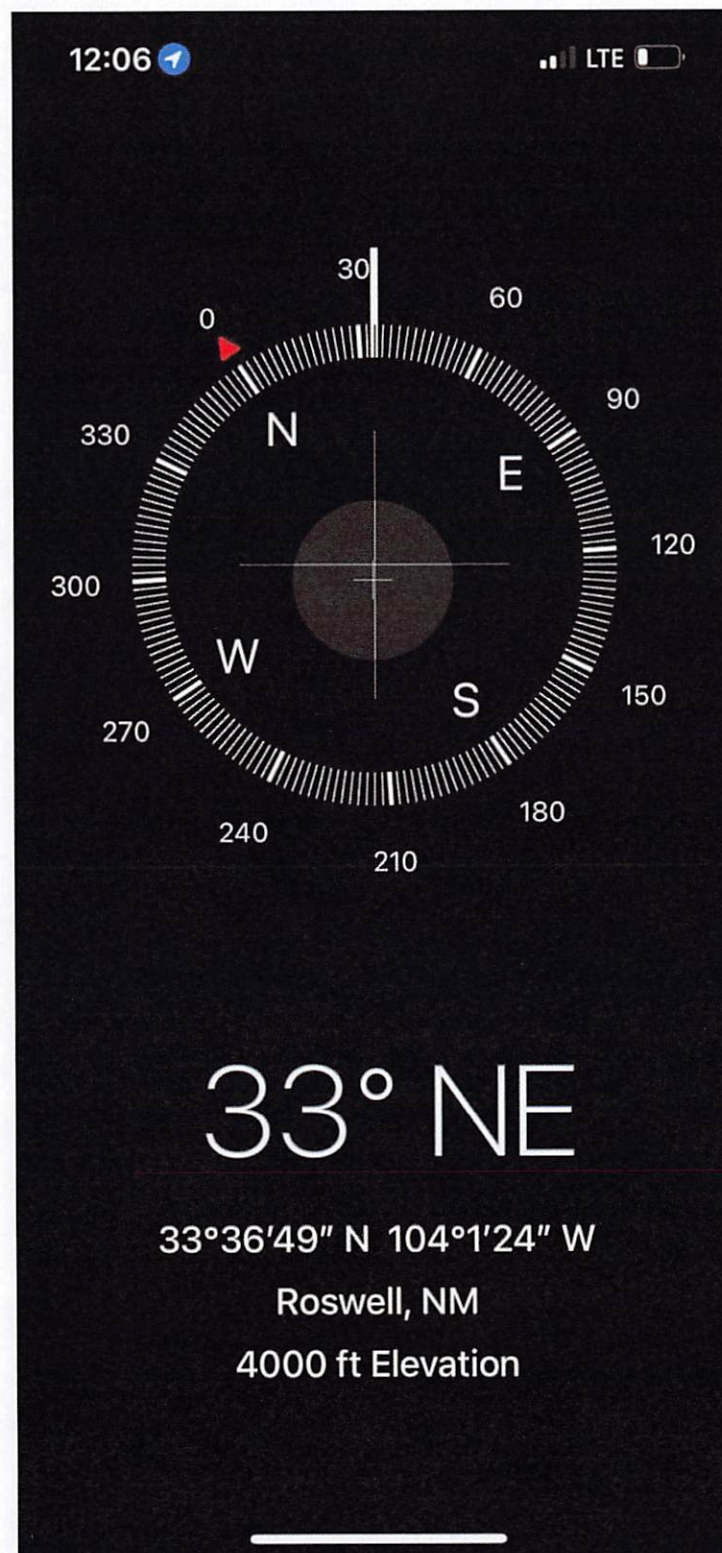 12:06 LTE
30
0 60
330 N E 90
300 120
W S
270 150
240 180
210
33° NE
33°36'49" N 104°1'24" W
Roswell, NM
4000 ft Elevation